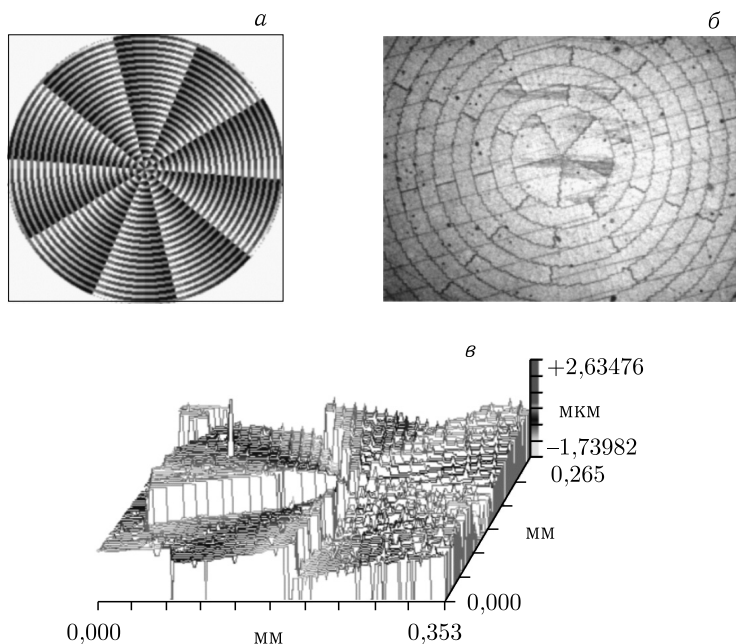 а
б
в
+2,63476
мкм
–1,73982
0,265
мм
0,000
0,000
мм
0,353